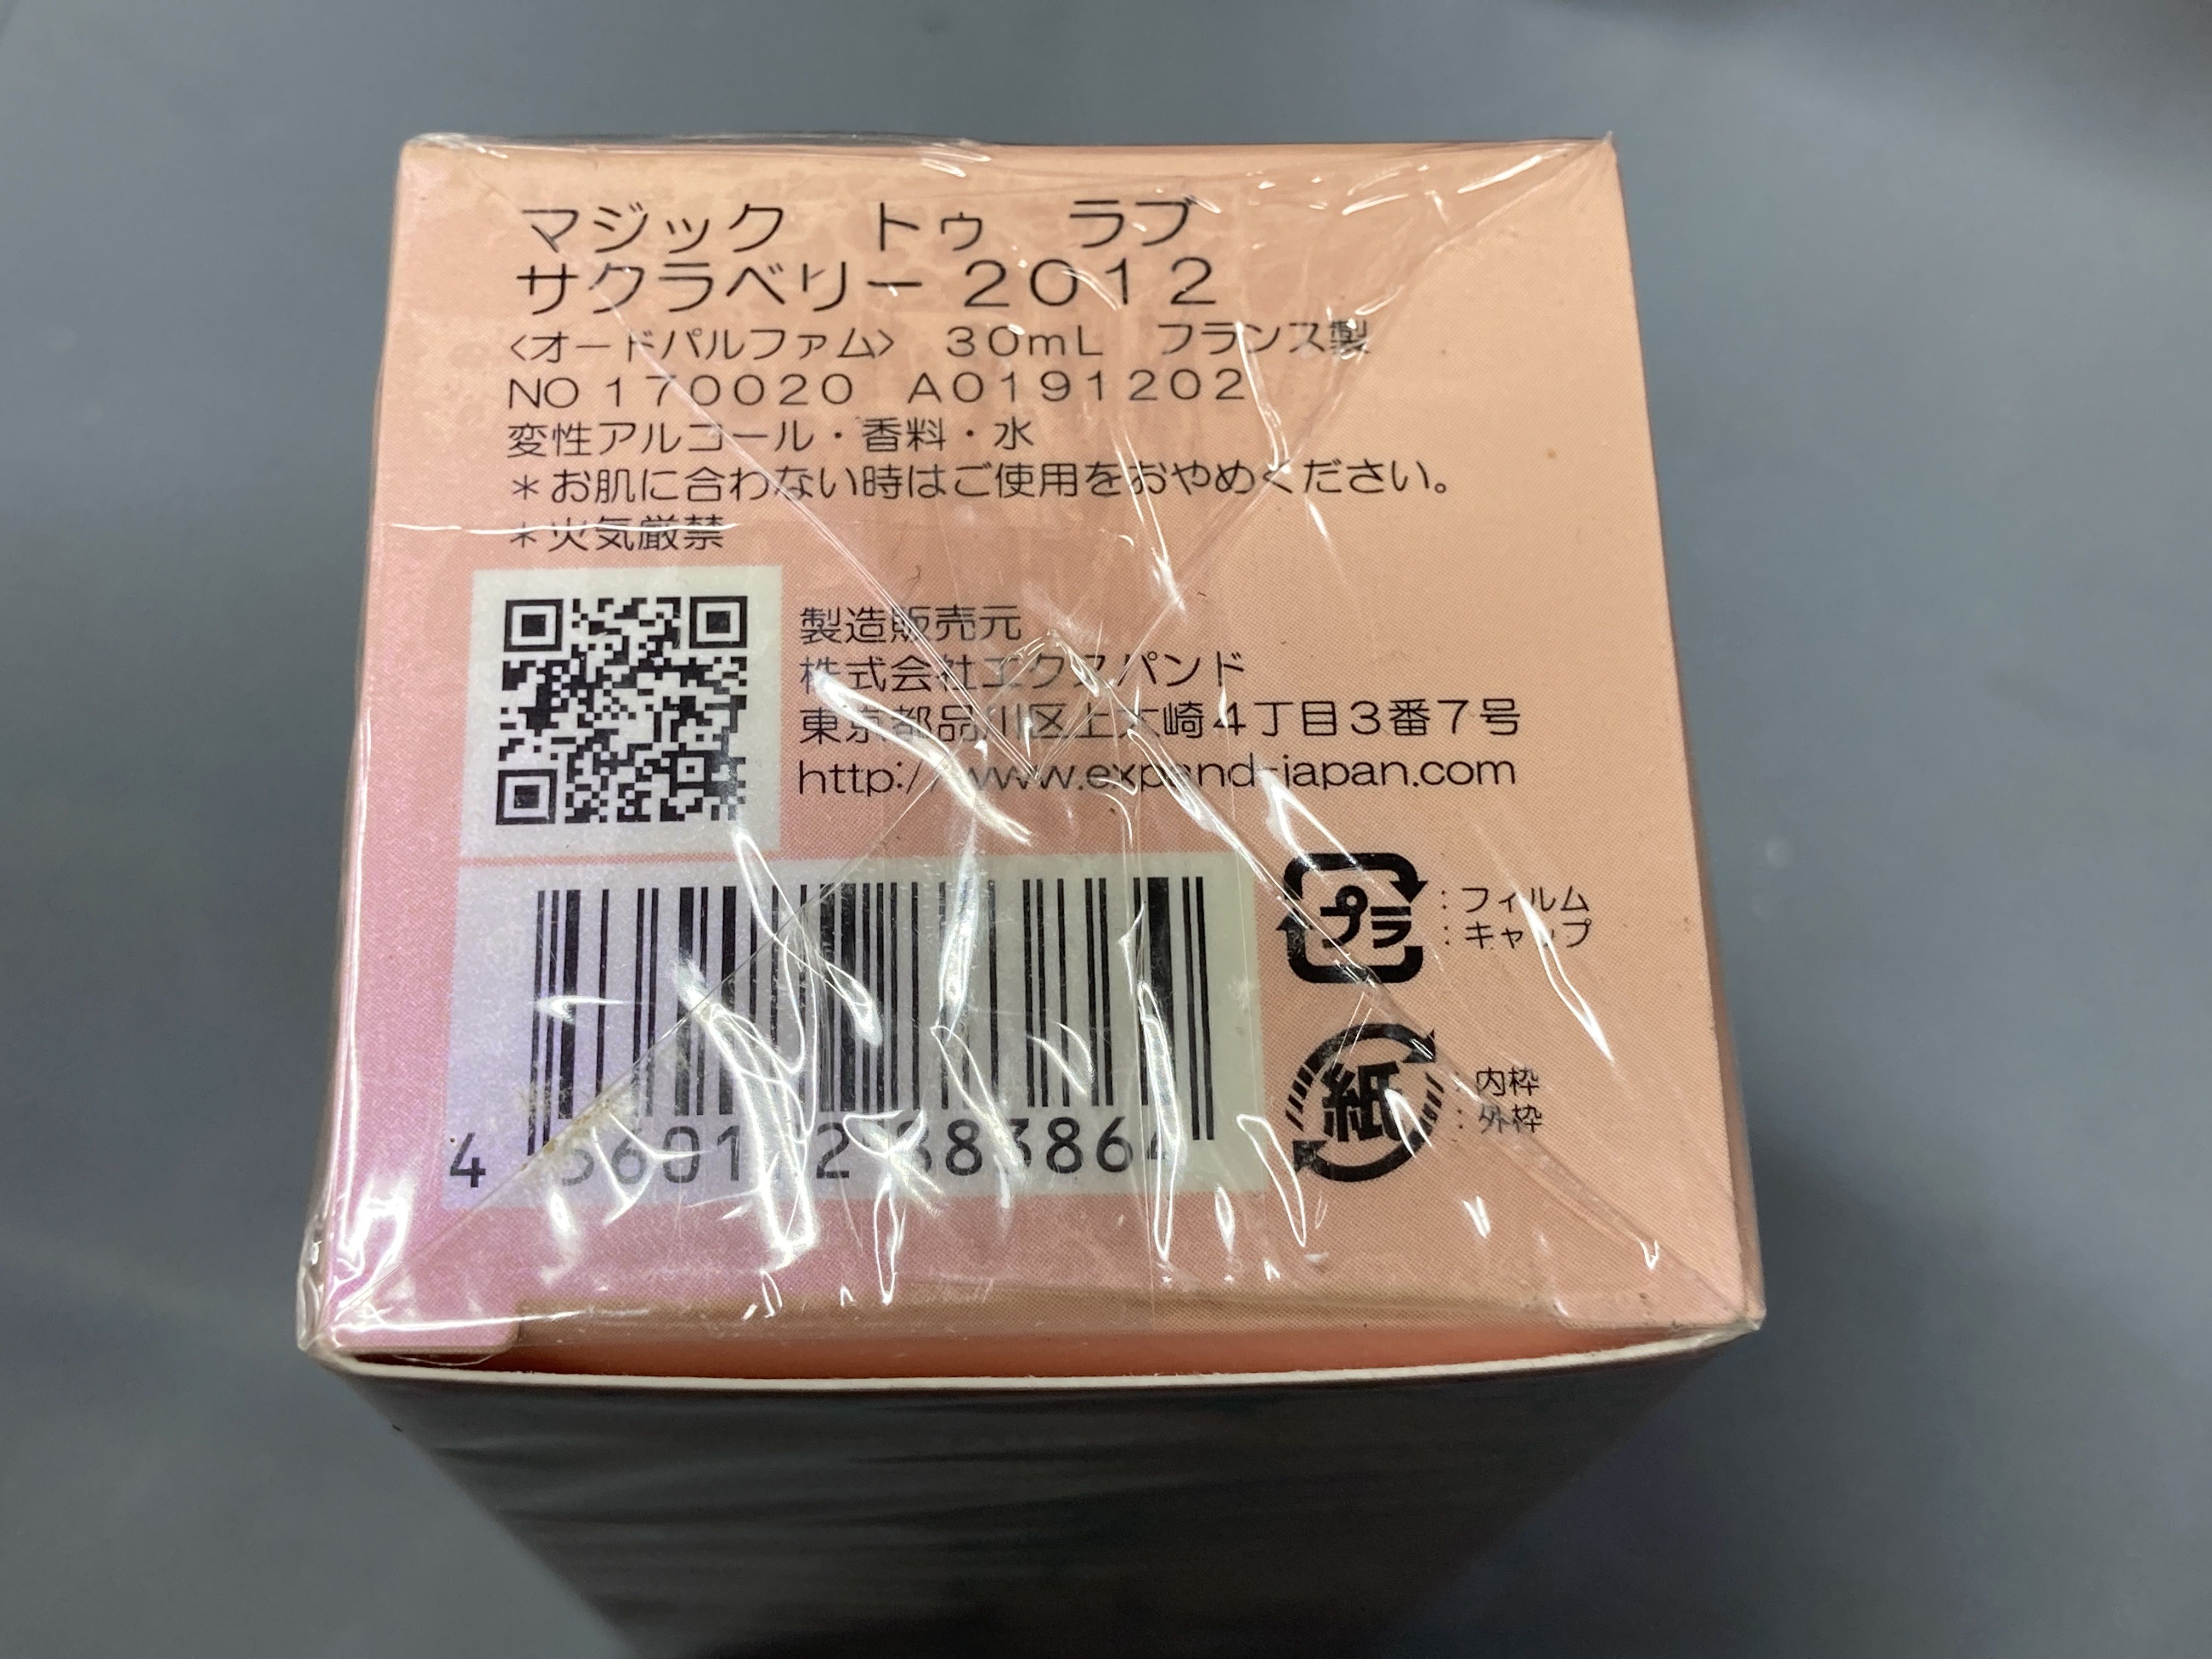 マジック　トゥ　ラブ
サクラベリー２０１２
〈オードパルファム〉　３０ｍＬ　フランス製
NO１７００２０　A０１９１２０２
変性アルコール・香料・水
＊お肌に合わない時はご使用をおやめください。
＊火気厳禁
製造販売元
株式会社エクスパンド
東京都品川区上大崎４丁目３番７号
http://www.expand-japan.com
プラ
：フィルム
：キャップ
紙
：内枠
：外枠